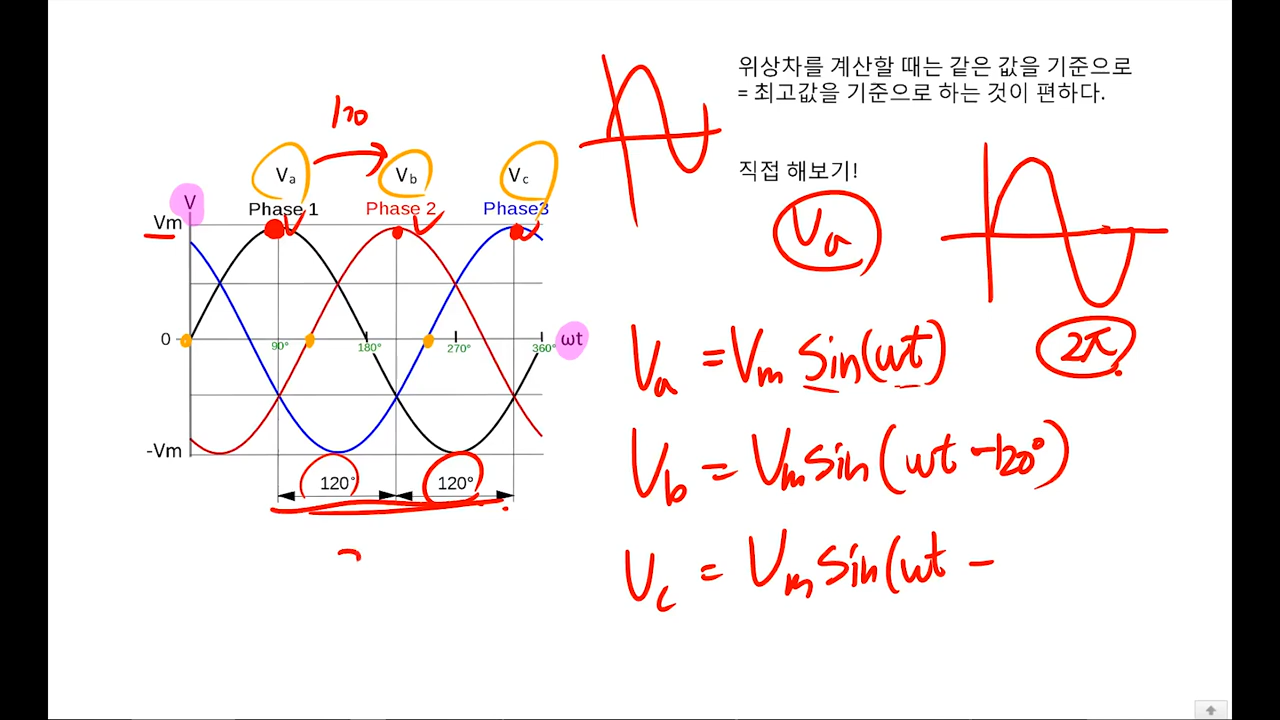 위상차를 계산할 때는 같은 값을 기준으로
= 최고값을 기준으로 하는 것이 편하다.
직접 해보기!
120
Va Vb Vc
V
Phase 1 Phase 2 Phase3
Vm
0
90° 180° 270° 360° ωt
-Vm
120° 120°
Va
2π
Va = Vm sin(ωt)
Vb = Vm sin(ωt -120°)
Vc = Vm sin(ωt -